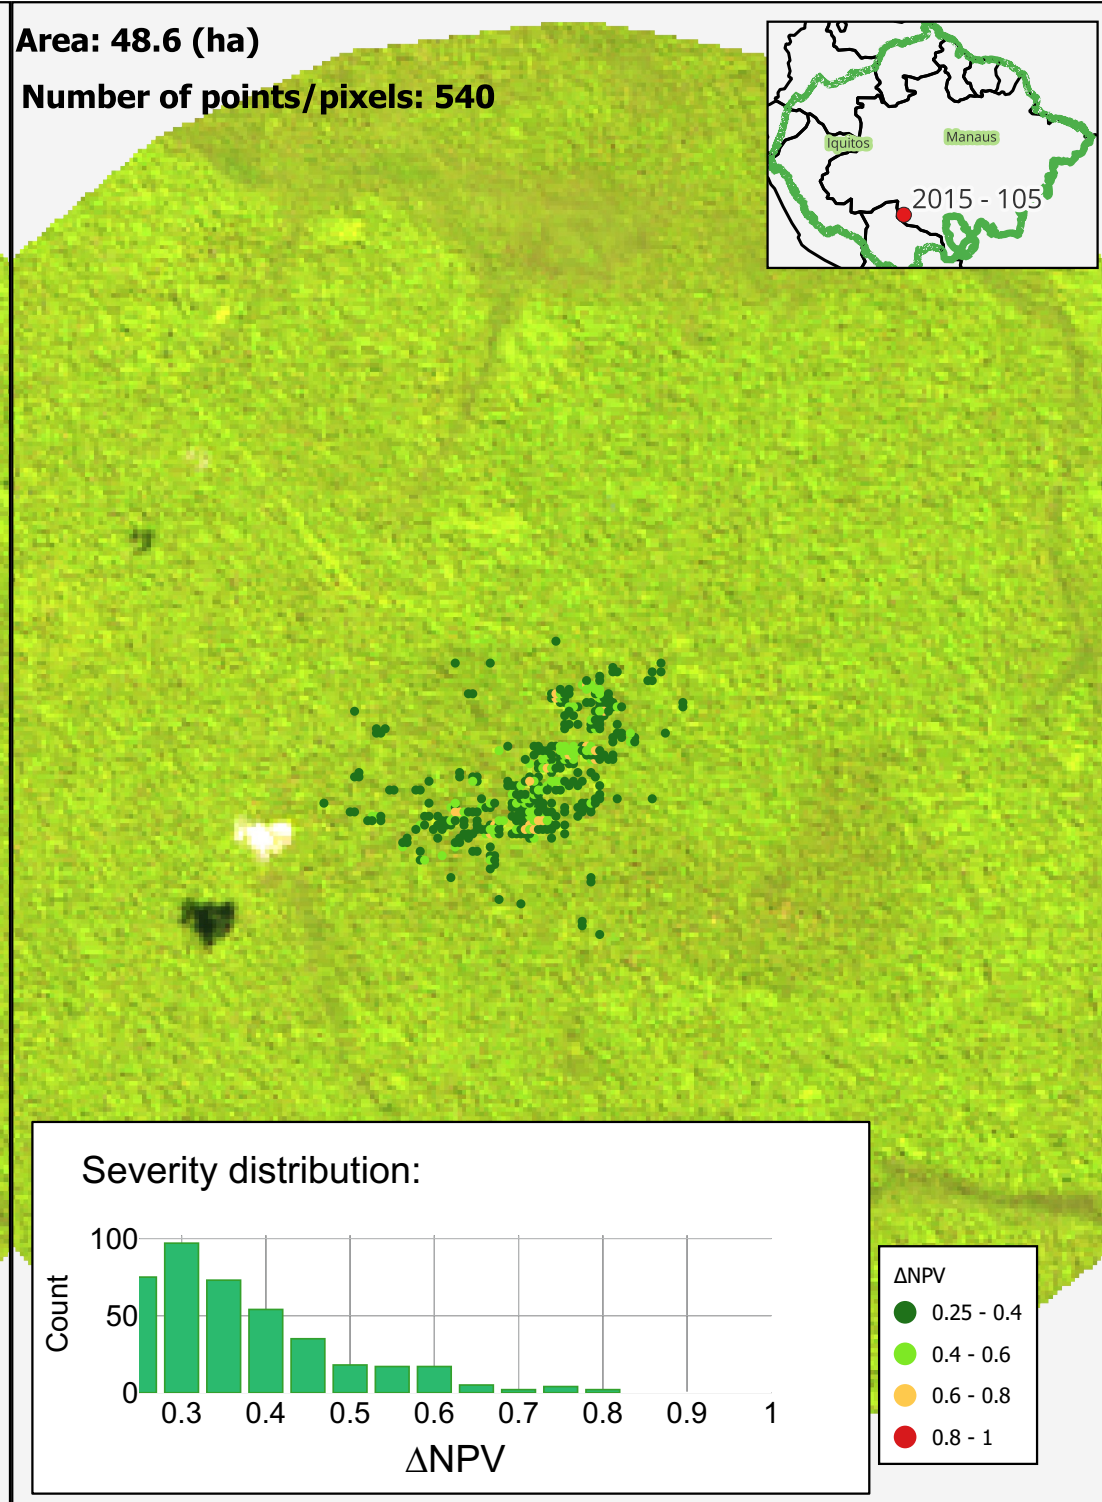 Area: 48.6 (ha)
Number of points/pixels: 540
Iquitos
Manaus
2015 - 105
Severity distribution:
100
50
0
Count
0.3 0.4 0.5 0.6 0.7 0.8 0.9 1
ΔNPV
ΔNPV
0.25 - 0.4
0.4 - 0.6
0.6 - 0.8
0.8 - 1